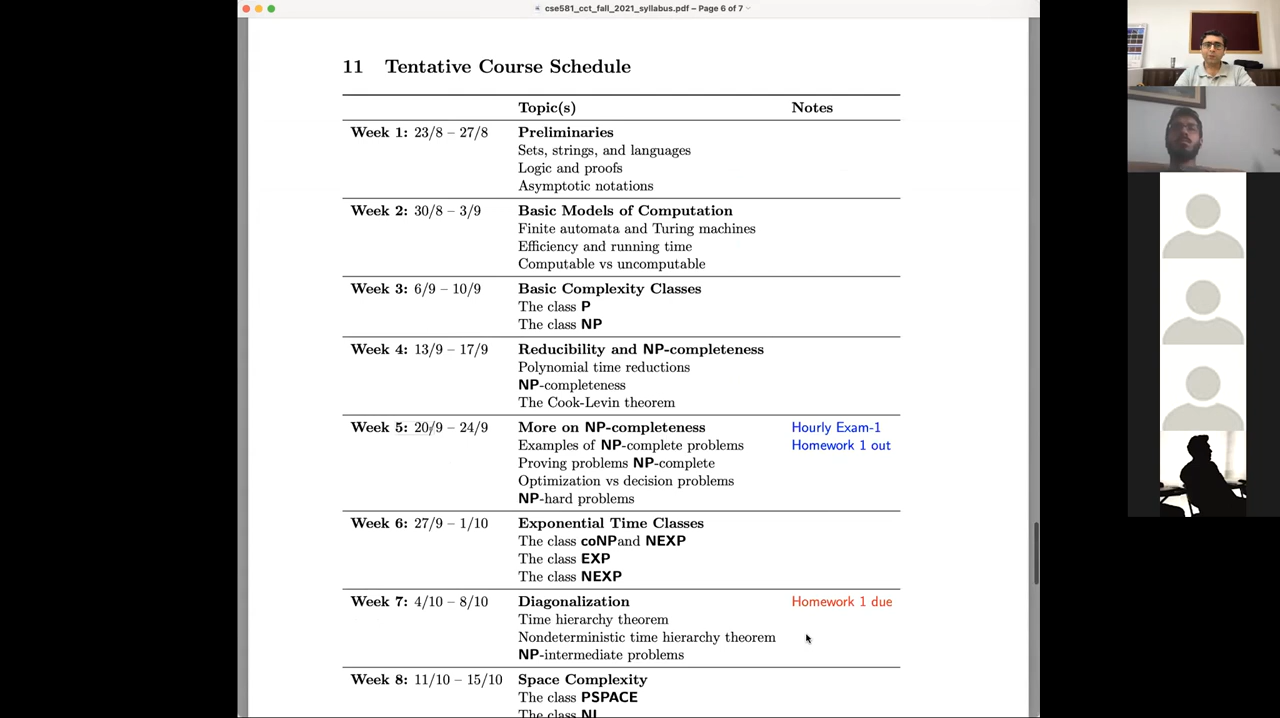 cse581_cct_fall_2021_syllabus.pdf – Page 6 of 7
11 Tentative Course Schedule
Topic(s) Notes
Week 1: 23/8 – 27/8 Preliminaries
Sets, strings, and languages
Logic and proofs
Asymptotic notations
Week 2: 30/8 – 3/9 Basic Models of Computation
Finite automata and Turing machines
Efficiency and running time
Computable vs uncomputable
Week 3: 6/9 – 10/9 Basic Complexity Classes
The class P
The class NP
Week 4: 13/9 – 17/9 Reducibility and NP-completeness
Polynomial time reductions
NP-completeness
The Cook-Levin theorem
Week 5: 20/9 – 24/9 More on NP-completeness Hourly Exam-1
Examples of NP-complete problems Homework 1 out
Proving problems NP-complete
Optimization vs decision problems
NP-hard problems
Week 6: 27/9 – 1/10 Exponential Time Classes
The class coNPand NEXP
The class EXP
The class NEXP
Week 7: 4/10 – 8/10 Diagonalization Homework 1 due
Time hierarchy theorem
Nondeterministic time hierarchy theorem
NP-intermediate problems
Week 8: 11/10 – 15/10 Space Complexity
The class PSPACE
The class NL